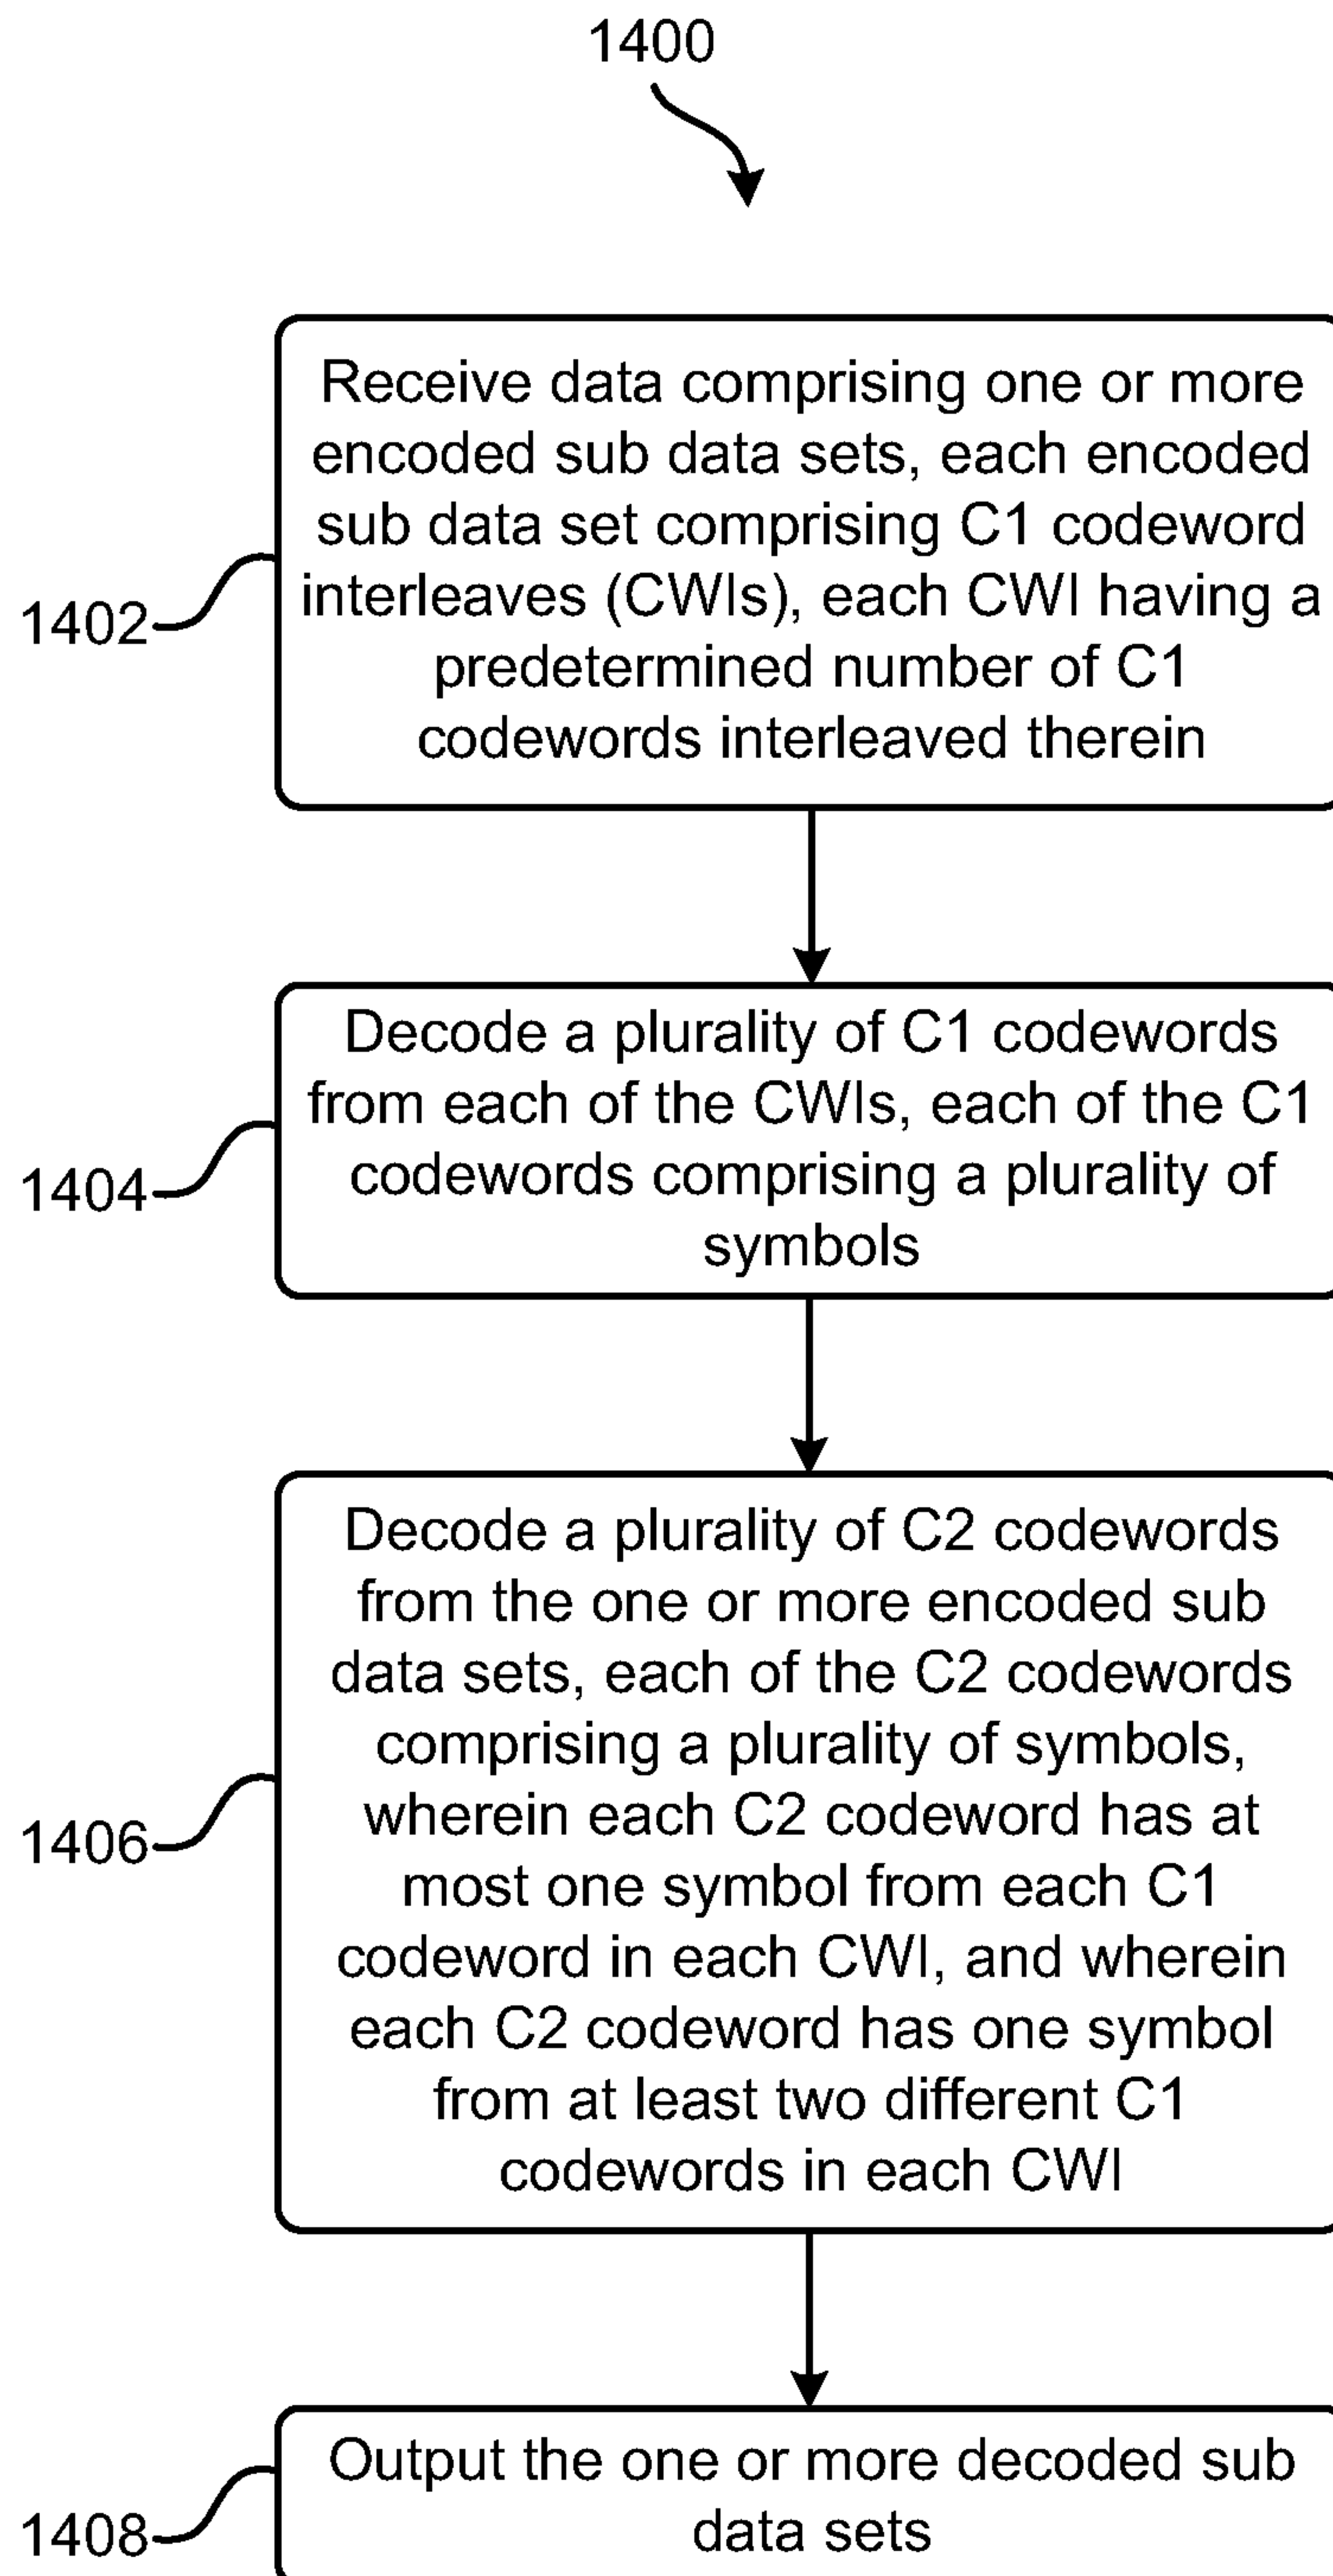 1400
Receive data comprising one or more
encoded sub data sets, each encoded
sub data set comprising C1 codeword
interleaves (CWIs), each CWI having a
predetermined number of C1
codewords interleaved therein
1402
Decode a plurality of C1 codewords
from each of the CWIs, each of the C1
codewords comprising a plurality of
symbols
1404
Decode a plurality of C2 codewords
from the one or more encoded sub
data sets, each of the C2 codewords
comprising a plurality of symbols,
wherein each C2 codeword has at
most one symbol from each C1
codeword in each CWI, and wherein
each C2 codeword has one symbol
from at least two different C1
codewords in each CWI
1406
Output the one or more decoded sub
data sets
1408